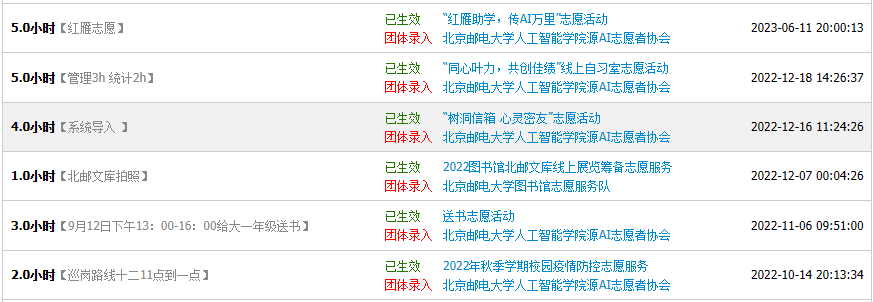 已生效 “红雁助学，传AI万里”志愿活动
5.0小时【红雁志愿】 2023-06-11 20:00:13
团体录入 北京邮电大学人工智能学院源AI志愿者协会
已生效 “同心叶力，共创佳绩”线上自习室志愿活动
5.0小时【管理3h 统计2h】 2022-12-18 14:26:37
团体录入 北京邮电大学人工智能学院源AI志愿者协会
已生效 “树洞信箱 心灵密友”志愿活动
4.0小时【系统导入 】 2022-12-16 11:24:26
团体录入 北京邮电大学人工智能学院源AI志愿者协会
已生效 2022图书馆北邮文库线上展览筹备志愿服务
1.0小时【北邮文库拍照】 2022-12-07 00:04:26
团体录入 北京邮电大学图书馆志愿服务队
已生效 送书志愿活动
3.0小时【9月12日下午13：00-16：00给大一年级送书】 2022-11-06 09:51:00
团体录入 北京邮电大学人工智能学院源AI志愿者协会
已生效 2022年秋季学期校园疫情防控志愿服务
2.0小时【巡岗路线十二11点到一点】 2022-10-14 20:13:34
团体录入 北京邮电大学人工智能学院源AI志愿者协会